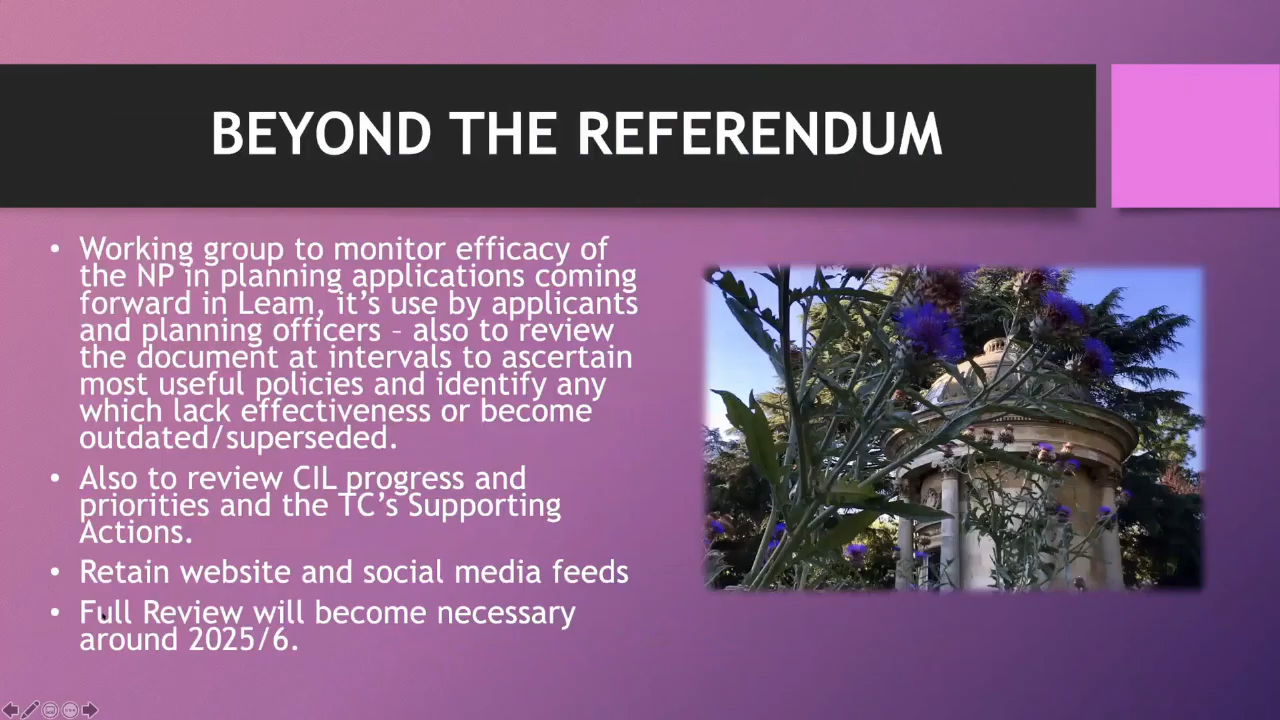 BEYOND THE REFERENDUM
• Working group to monitor efficacy of
the NP in planning applications coming
forward in Leam, it’s use by applicants
and planning officers – also to review
the document at intervals to ascertain
most useful policies and identify any
which lack effectiveness or become
outdated/superseded.
• Also to review CIL progress and
priorities and the TC’s Supporting
Actions.
• Retain website and social media feeds
• Full Review will become necessary
around 2025/6.